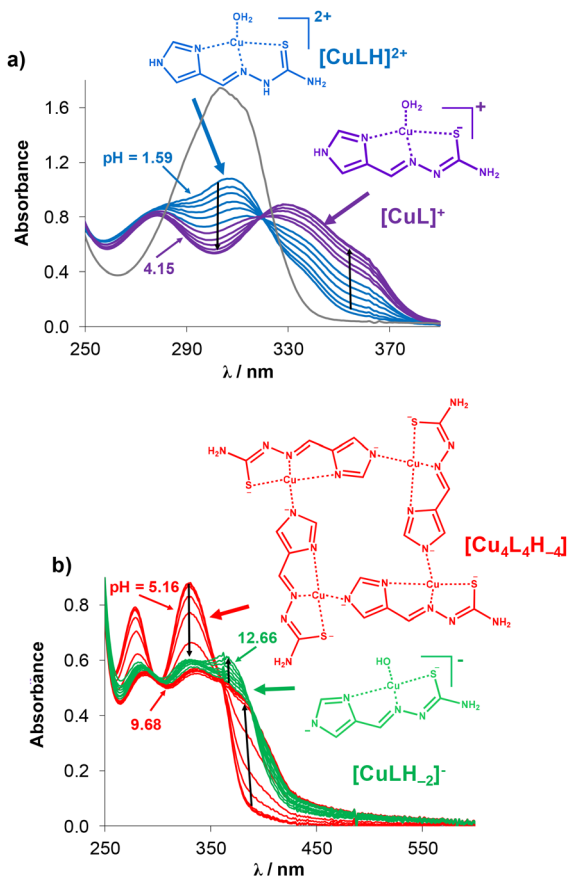 a)
OH₂
2+
N
Cu
S
HN
N
N
H
NH₂
[CuLH]²⁺
1.6
1.2
0.8
0.4
0.0
Absorbance
pH = 1.59
4.15
OH₂
+
N
Cu
S⁻
HN
N
N
NH₂
[CuL]⁺
250
290
330
370
λ / nm
b)
H₂N
N
N
S⁻
Cu
N
N⁻
S⁻
NH₂
Cu
N
N
N
N⁻
N⁻
N
N
N
Cu
S⁻
H₂N
N⁻
N
Cu
S⁻
N
N
NH₂
[Cu₄L₄H₋₄]
0.8
0.6
0.4
0.2
0.0
Absorbance
pH = 5.16
12.66
9.68
HO
-
N
Cu
S⁻
N⁻
N
N
NH₂
[CuLH₋₂]⁻
250
350
450
550
λ / nm